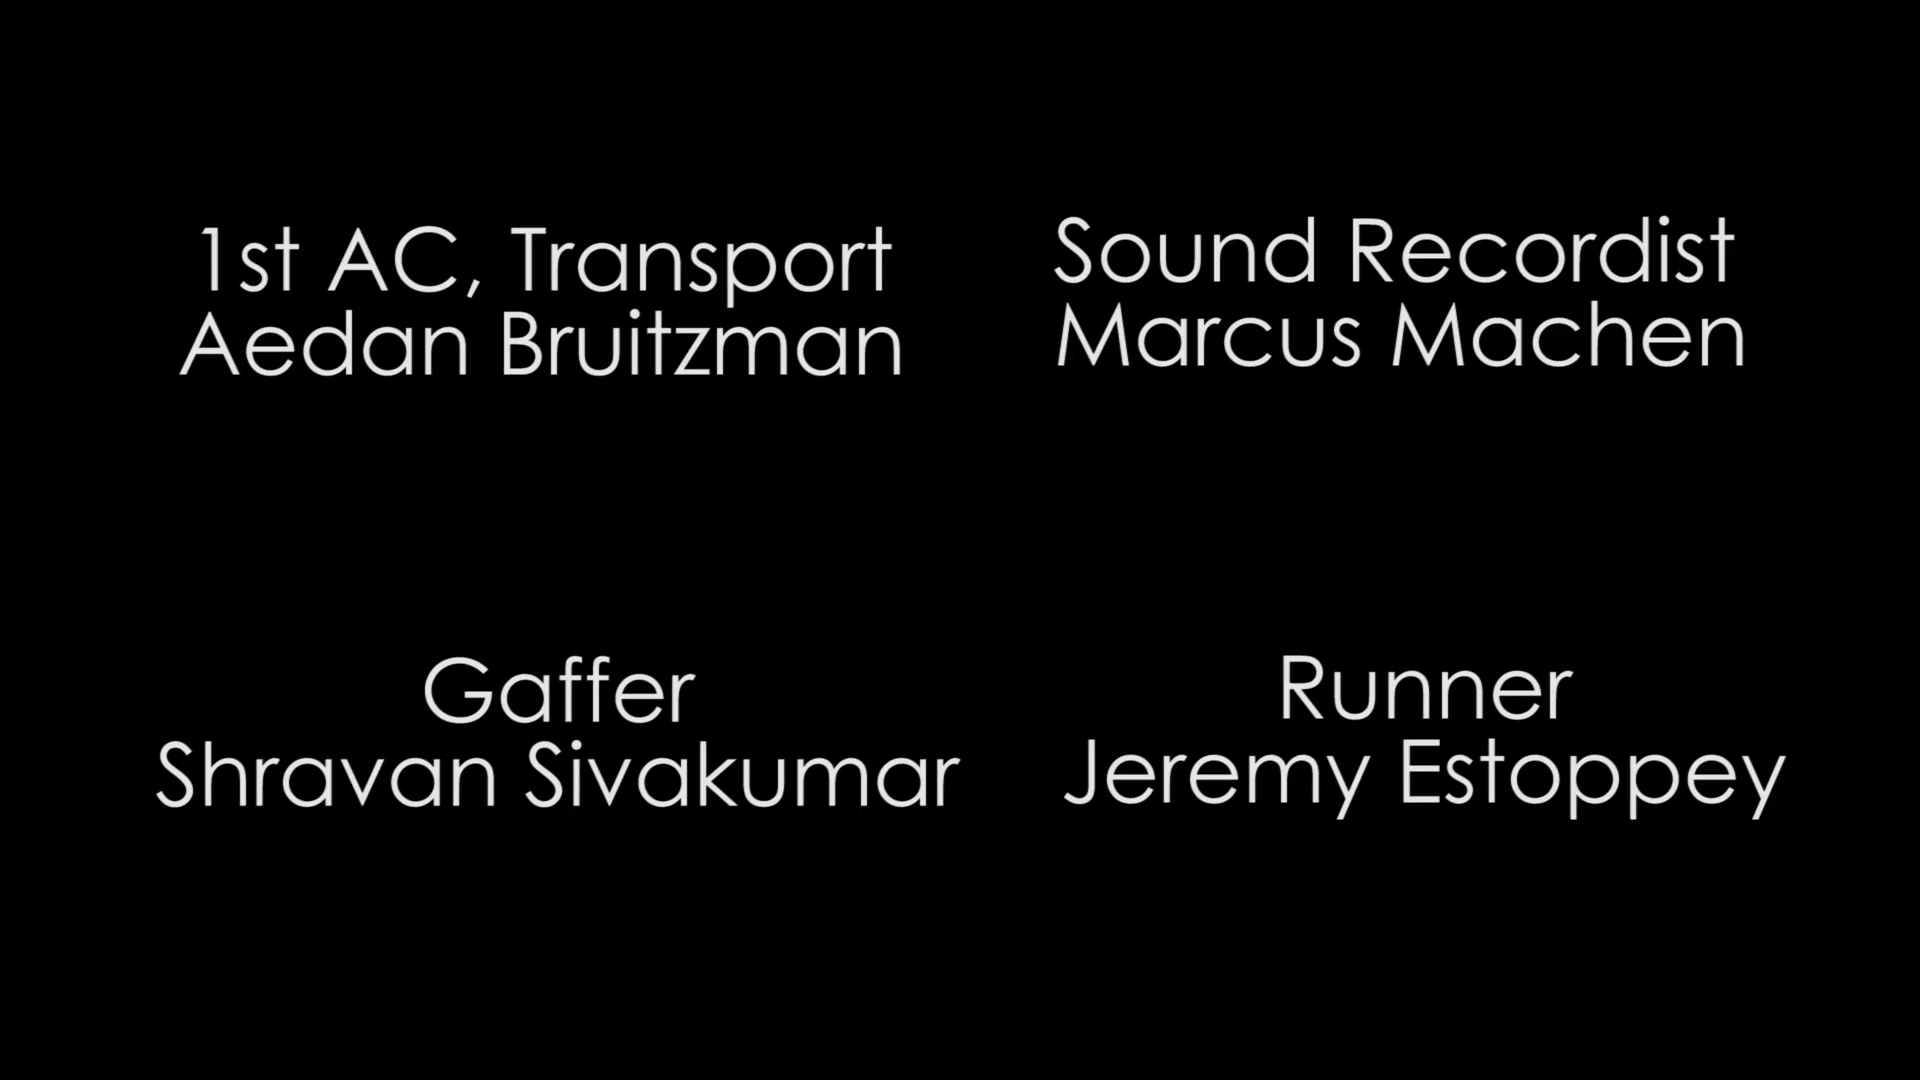 1st AC, Transport
Aedan Bruitzman
Sound Recordist
Marcus Machen
Gaffer
Shravan Sivakumar
Runner
Jeremy Estoppey